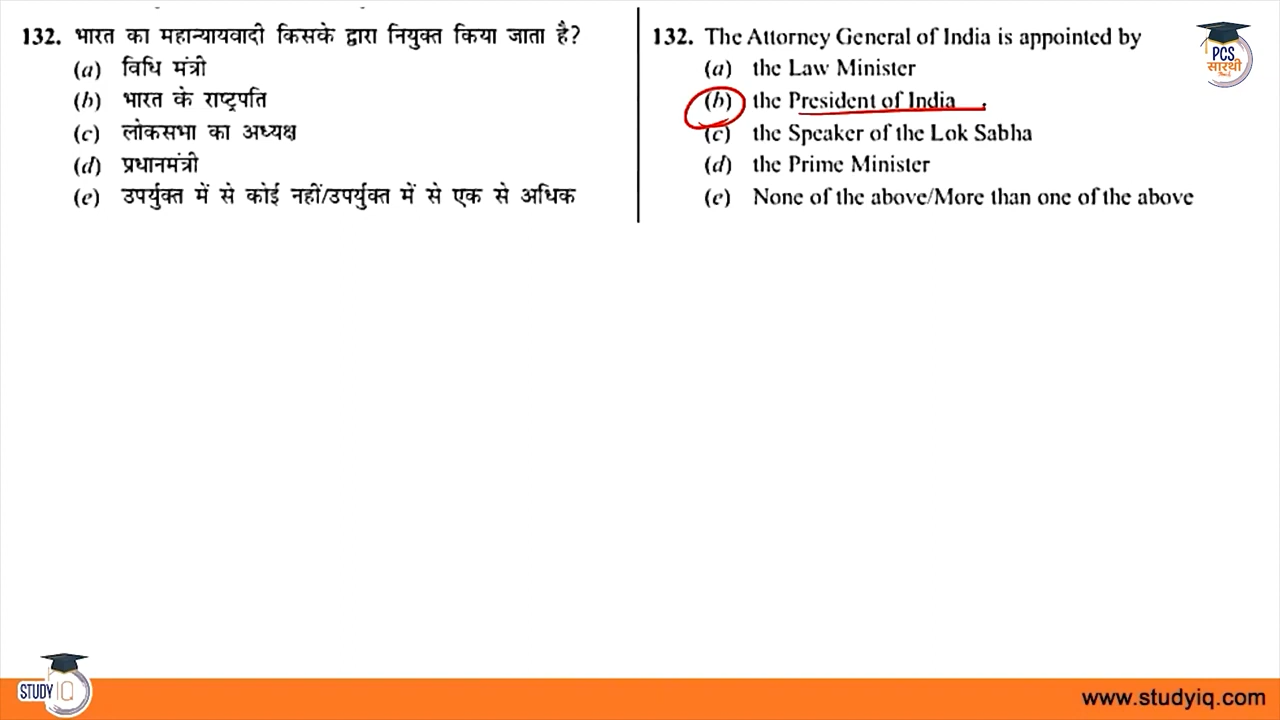 132. भारत का महान्यायवादी किसके द्वारा नियुक्त किया जाता है?
(a) विधि मंत्री
(b) भारत के राष्ट्रपति
(c) लोकसभा का अध्यक्ष
(d) प्रधानमंत्री
(e) उपर्युक्त में से कोई नहीं/उपर्युक्त में से एक से अधिक
132. The Attorney General of India is appointed by
(a) the Law Minister
(b) the President of India
(c) the Speaker of the Lok Sabha
(d) the Prime Minister
(e) None of the above/More than one of the above
PCS
सारथी
STUDY IQ
www.studyiq.com